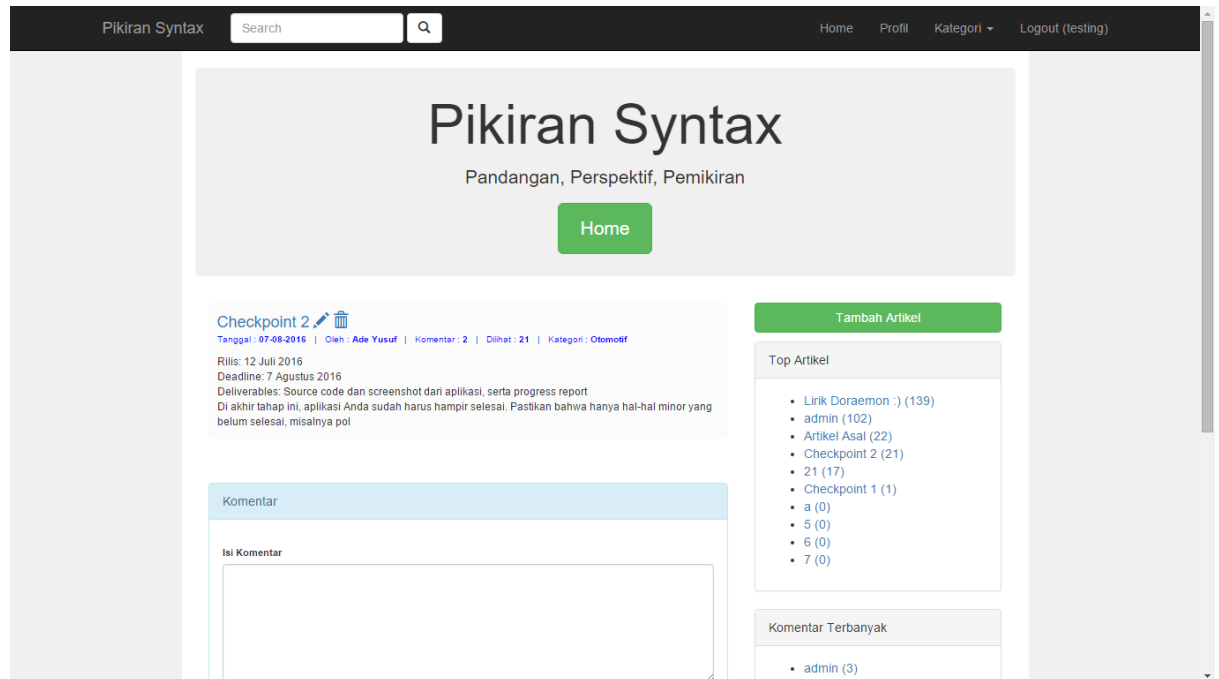 Pikiran Syntax
Search
Home
Profil
Kategori
Logout (testing)
Pikiran Syntax
Pandangan, Perspektif, Pemikiran
Home
Checkpoint 2
Tanggal : 07-08-2016 | Oleh : Ade Yusuf | Komentar : 2 | Dilihat : 21 | Kategori : Otomotif
Rilis: 12 Juli 2016
Deadline: 7 Agustus 2016
Deliverables: Source code dan screenshot dari aplikasi, serta progress report
Di akhir tahap ini, aplikasi Anda sudah harus hampir selesai. Pastikan bahwa hanya hal-hal minor yang
belum selesai, misalnya pol
Komentar
Isi Komentar
Tambah Artikel
Top Artikel
Lirik Doraemon :) (139)
admin (102)
Artikel Asal (22)
Checkpoint 2 (21)
21 (17)
Checkpoint 1 (1)
a (0)
5 (0)
6 (0)
7 (0)
Komentar Terbanyak
admin (3)